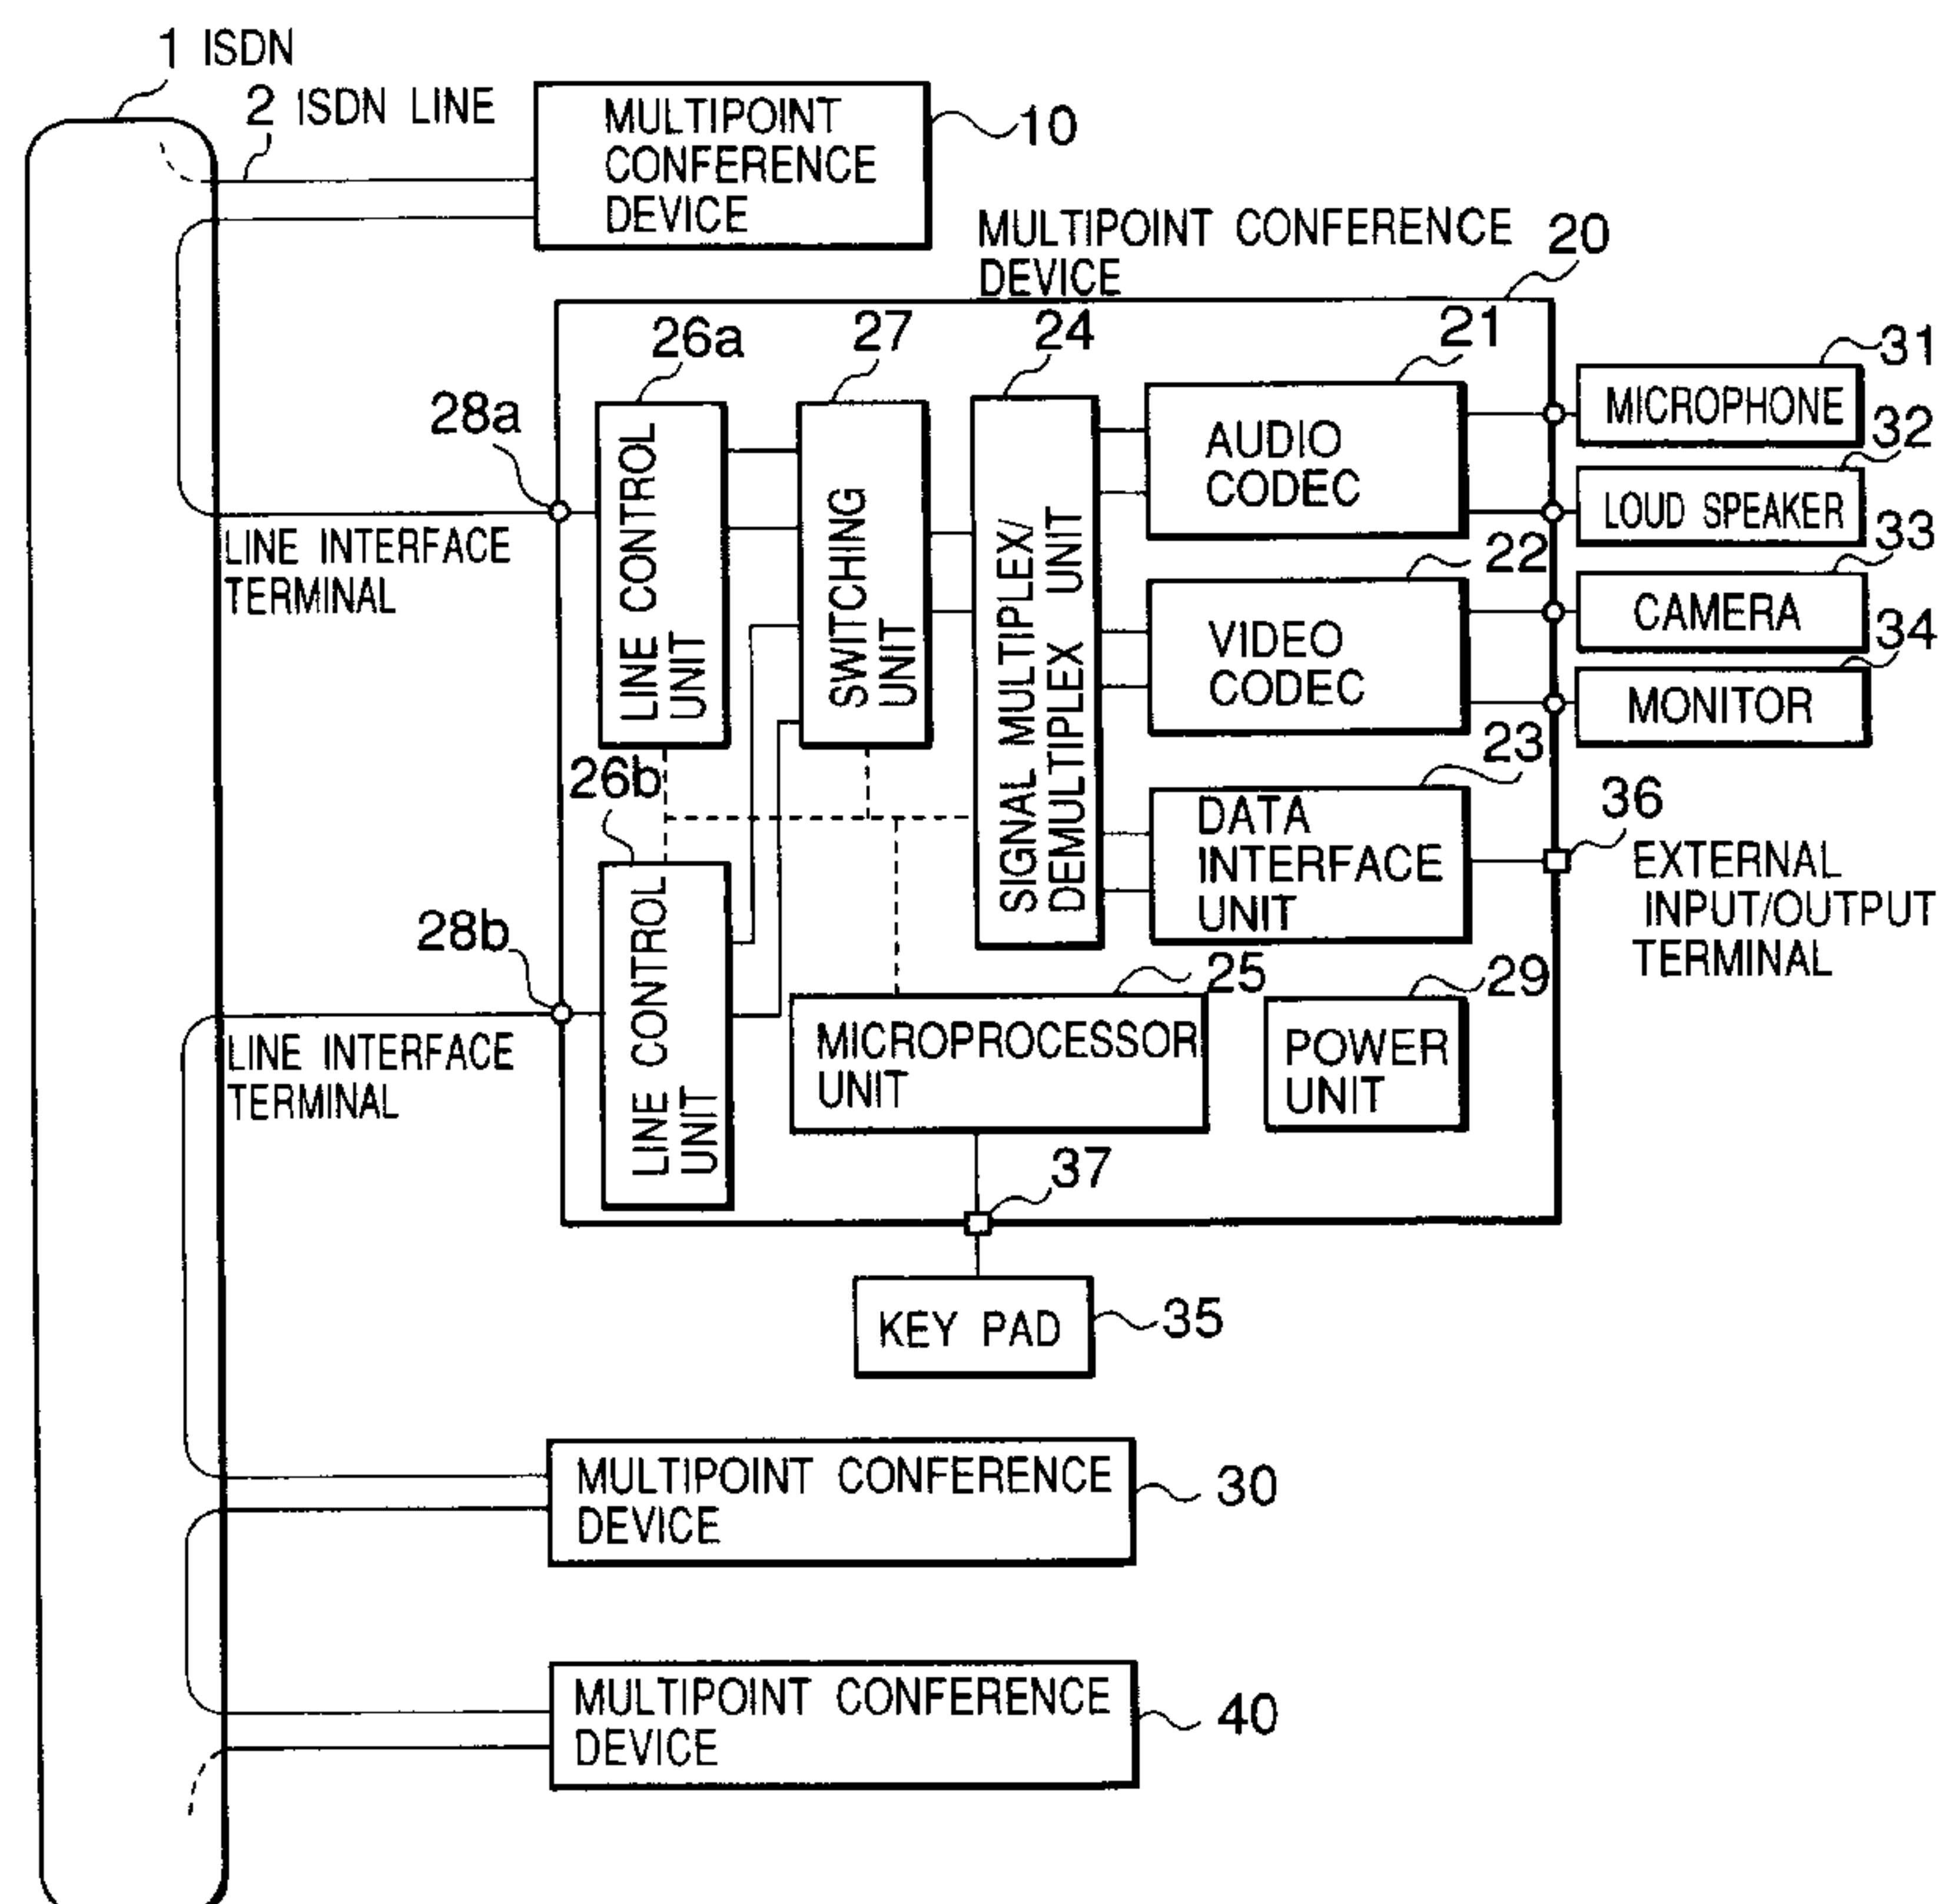 1 ISDN
2 ISDN LINE
MULTIPOINT
CONFERENCE
DEVICE
10
MULTIPOINT CONFERENCE
DEVICE
20
26a
27
24
21
31
MICROPHONE
28a
LINE CONTROL
UNIT
SWITCHING
UNIT
SIGNAL MULTIPLEX/
DEMULTIPLEX UNIT
AUDIO
CODEC
32
LOUD SPEAKER
LINE INTERFACE
TERMINAL
22
33
VIDEO
CODEC
CAMERA
34
MONITOR
26b
23
DATA
INTERFACE
UNIT
36
EXTERNAL
INPUT/OUTPUT
TERMINAL
28b
LINE CONTROL
UNIT
25
29
LINE INTERFACE
TERMINAL
MICROPROCESSOR
UNIT
POWER
UNIT
37
KEY PAD
35
MULTIPOINT CONFERENCE
DEVICE
30
MULTIPOINT CONFERENCE
DEVICE
40